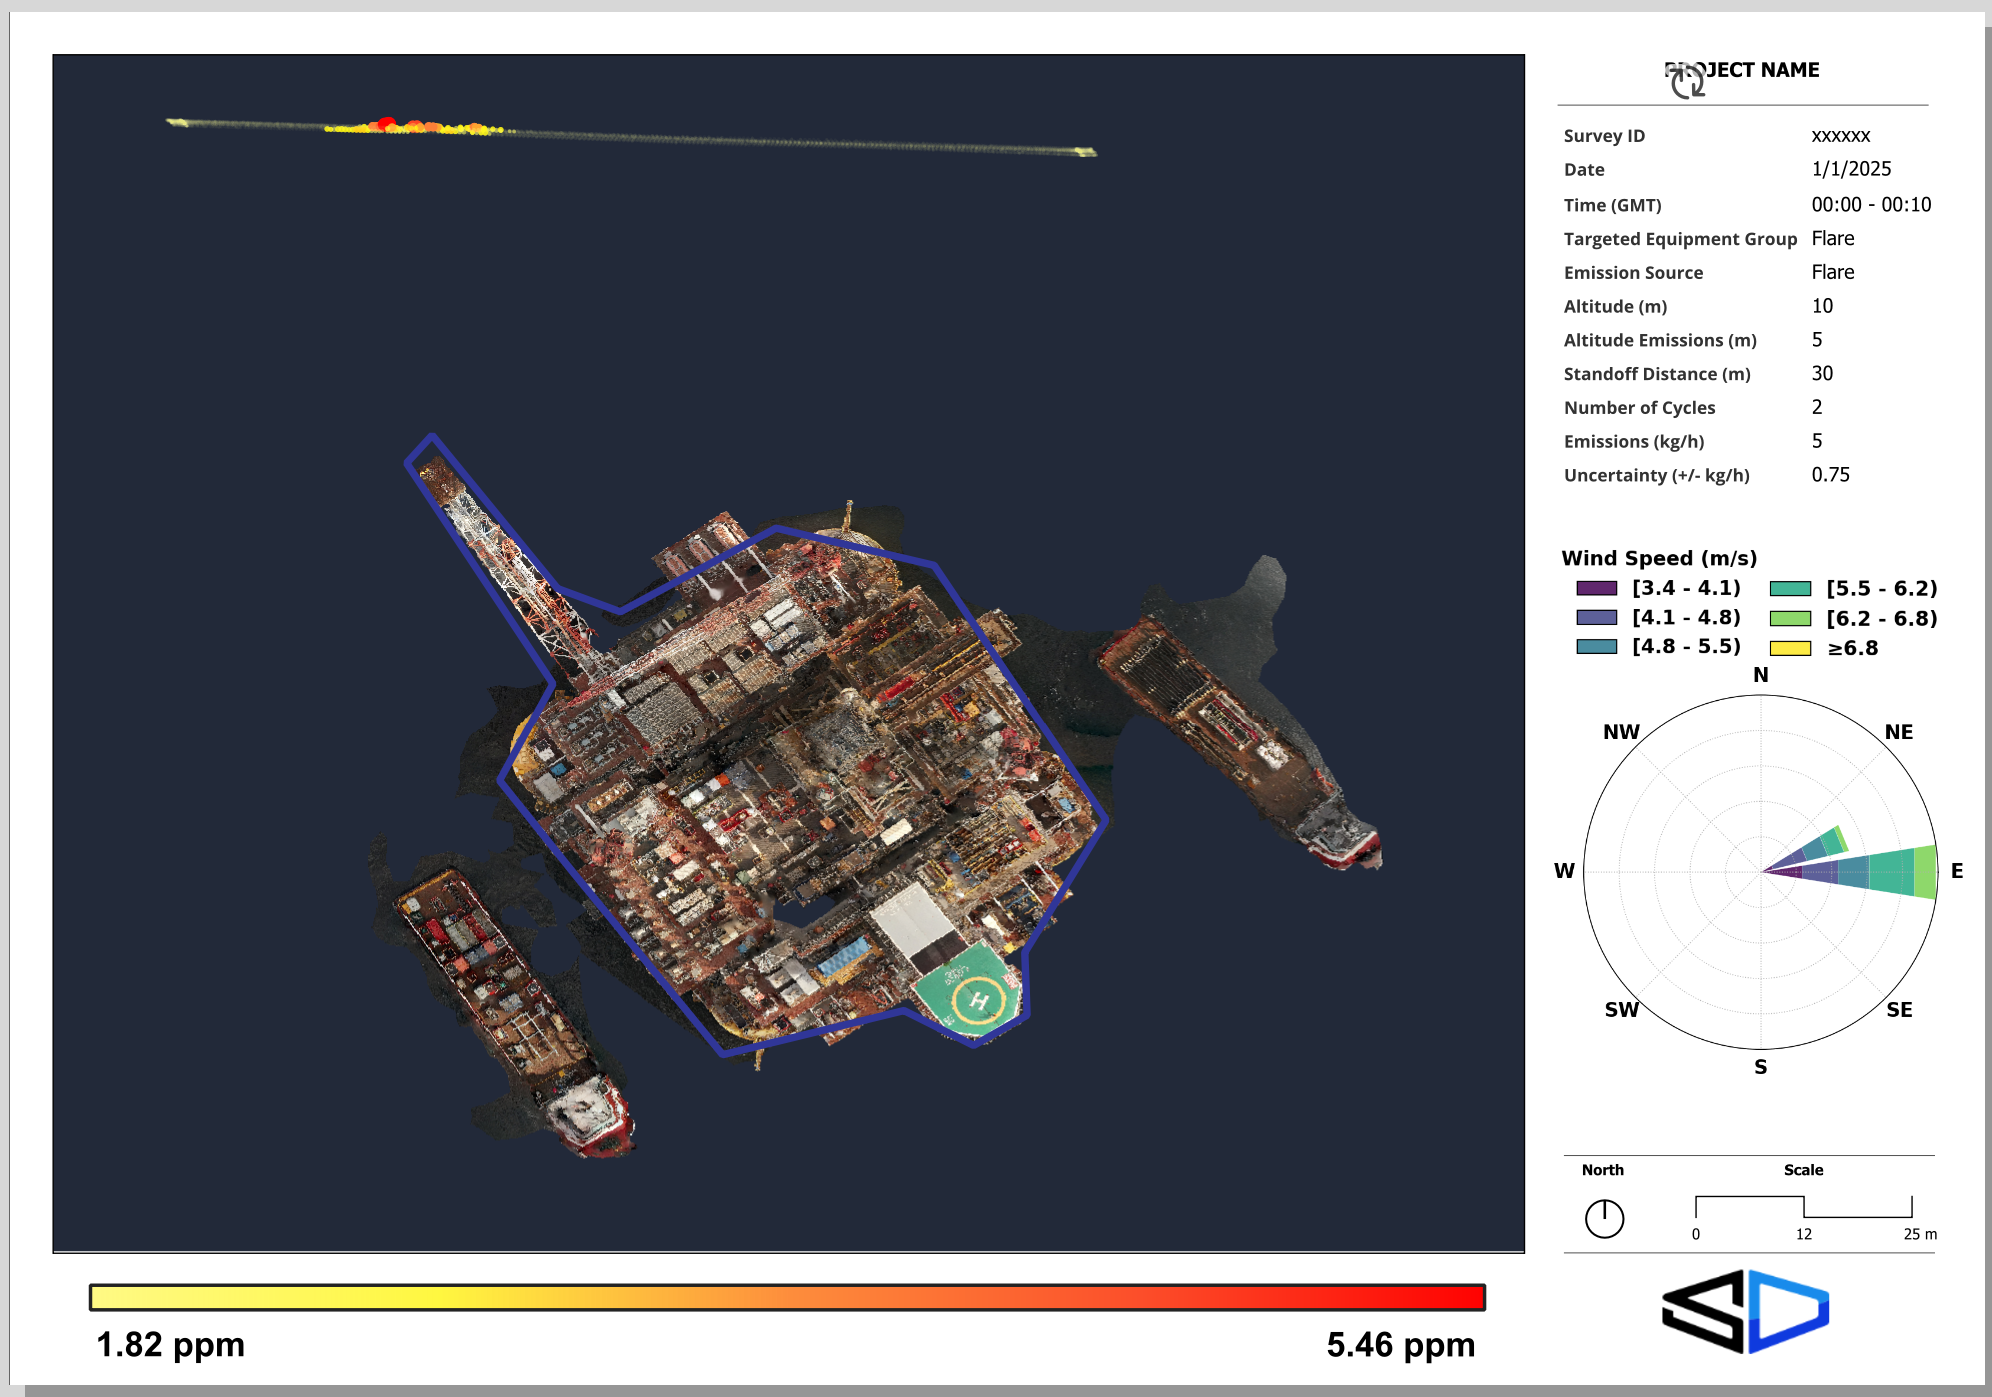 PROJECT NAME
Survey ID xxxxxx
Date 1/1/2025
Time (GMT) 00:00 - 00:10
Targeted Equipment Group Flare
Emission Source Flare
Altitude (m) 10
Altitude Emissions (m) 5
Standoff Distance (m) 30
Number of Cycles 2
Emissions (kg/h) 5
Uncertainty (+/- kg/h) 0.75
Wind Speed (m/s)
[3.4 - 4.1) [5.5 - 6.2)
[4.1 - 4.8) [6.2 - 6.8)
[4.8 - 5.5) ≥6.8
N
NW NE
W E
SW SE
S
North Scale
0 12 25 m
H
1.82 ppm 5.46 ppm